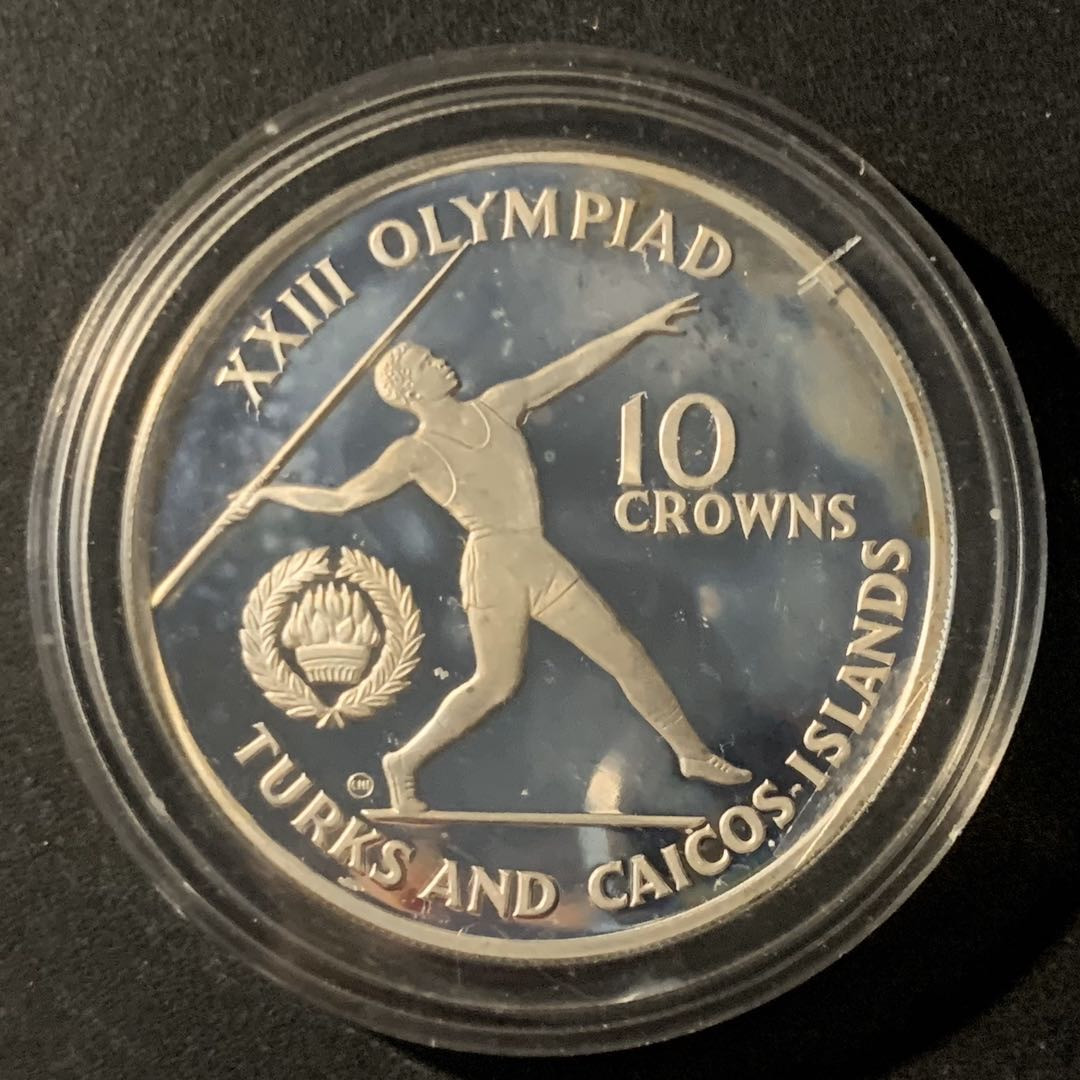 XXIII OLYMPIAD
10
CROWNS
TURKS AND CAICOS ISLANDS